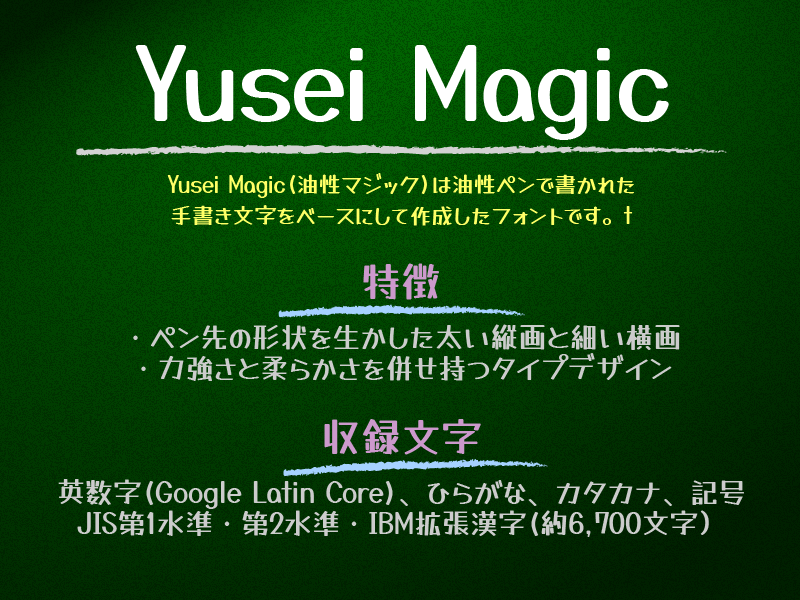 Yusei Magic
Yusei Magic(油性マジック)は油性ペンで書かれた
手書き文字をベースにして作成したフォントです。†
特徴
・ペン先の形状を生かした太い縦画と細い横画
・力強さと柔らかさを併せ持つタイプデザイン
収録文字
英数字(Google Latin Core)、ひらがな、カタカナ、記号
JIS第1水準・第2水準・IBM拡張漢字(約6,700文字)